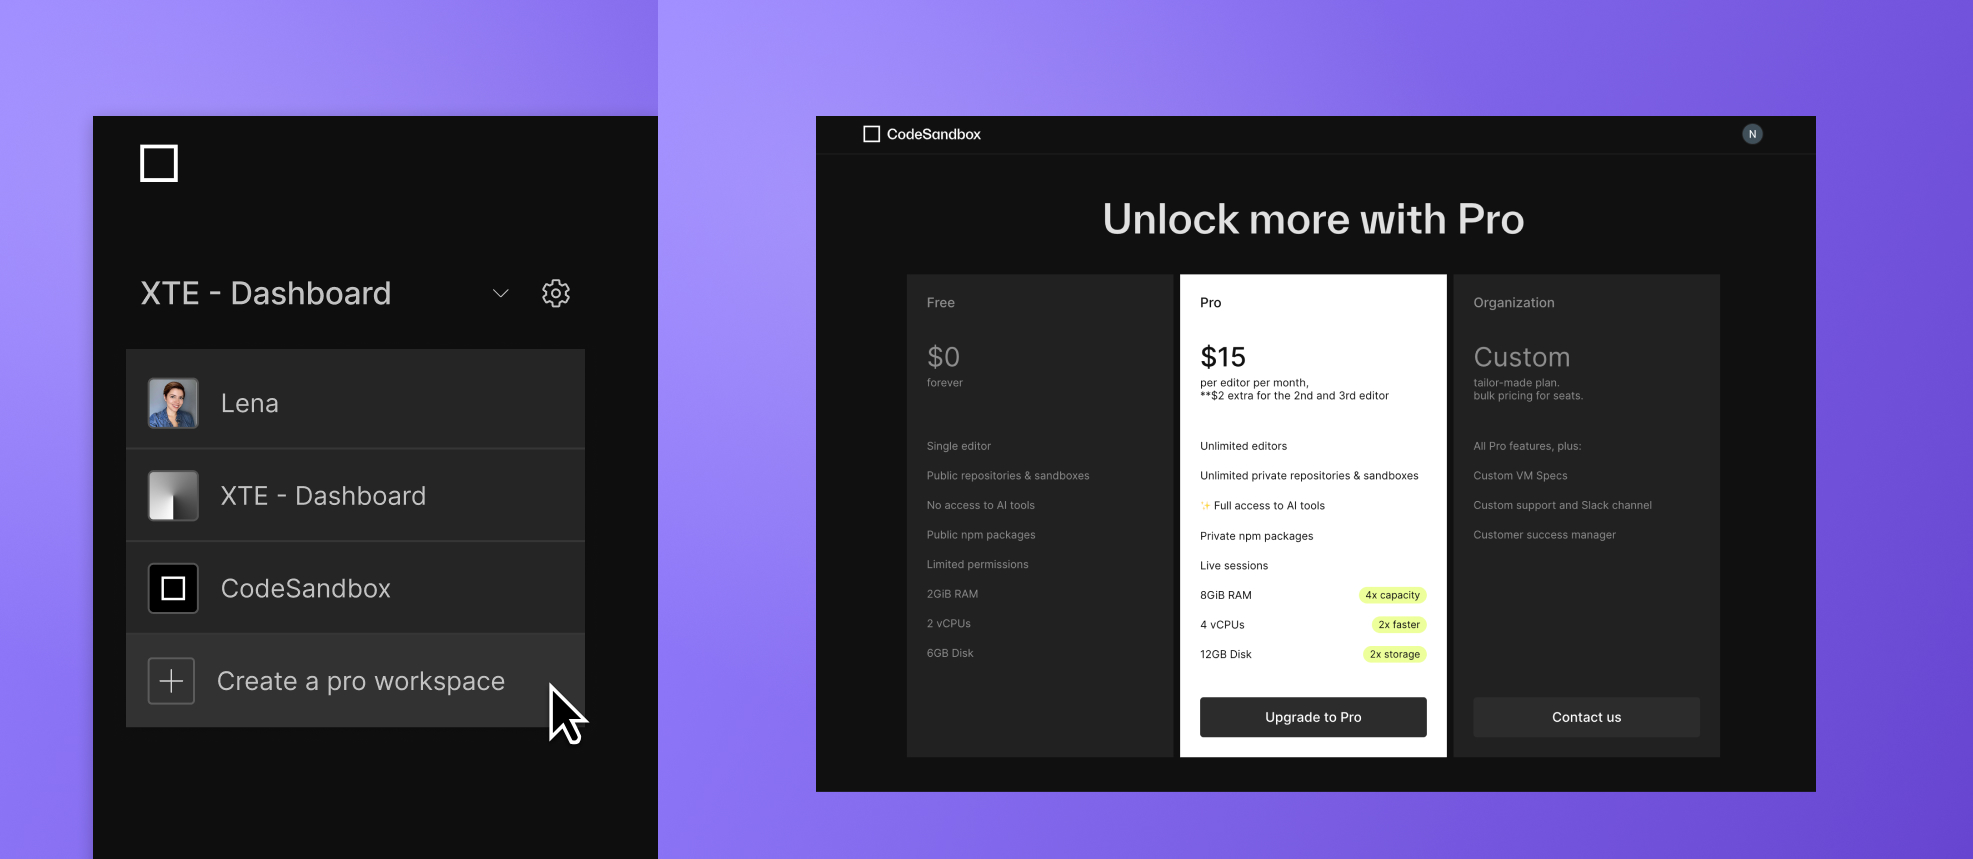 XTE - Dashboard
Lena
XTE - Dashboard
CodeSandbox
Create a pro workspace
CodeSandbox
N
Unlock more with Pro
Free
$0
forever
Single editor
Public repositories & sandboxes
No access to AI tools
Public npm packages
Limited permissions
2GiB RAM
2 vCPUs
6GB Disk
Pro
$15
per editor per month,
**$2 extra for the 2nd and 3rd editor
Unlimited editors
Unlimited private repositories & sandboxes
✨ Full access to AI tools
Private npm packages
Live sessions
8GiB RAM 4x capacity
4 vCPUs 2x faster
12GB Disk 2x storage
Upgrade to Pro
Organization
Custom
tailor-made plan.
bulk pricing for seats.
All Pro features, plus:
Custom VM Specs
Custom support and Slack channel
Customer success manager
Contact us